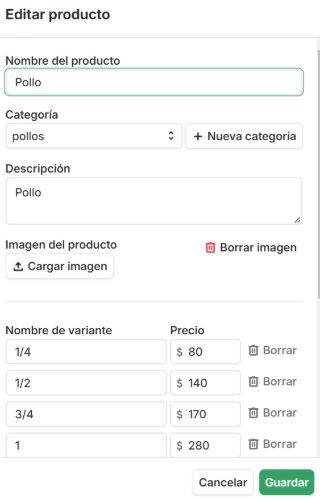 Editar producto
Nombre del producto
Pollo
Categoría
pollos
+ Nueva categoría
Descripción
Pollo
Imagen del producto
Borrar imagen
Cargar imagen
Nombre de variante Precio
1/4 $ 80 Borrar
1/2 $ 140 Borrar
3/4 $ 170 Borrar
1 $ 280 Borrar
Cancelar Guardar